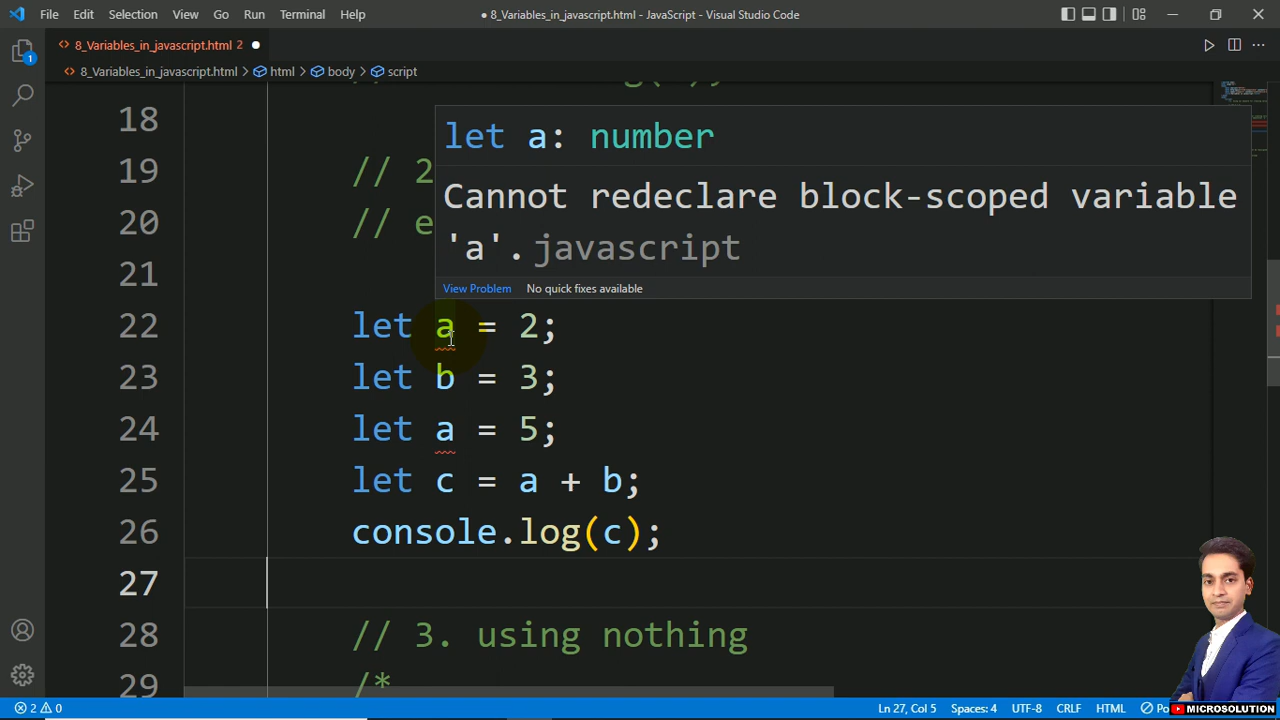 File Edit Selection View Go Run Terminal Help
● 8_Variables_in_javascript.html - JavaScript - Visual Studio Code
8_Variables_in_javascript.html 2 ●
8_Variables_in_javascript.html > html > body > script
18
let a: number
Cannot redeclare block-scoped variable
'a'. javascript
View Problem No quick fixes available
19 // 2
20 // e
21
22 let a = 2;
23 let b = 3;
24 let a = 5;
25 let c = a + b;
26 console.log(c);
27
28 // 3. using nothing
29 /*
1
2 0
Ln 27, Col 5 Spaces: 4 UTF-8 CRLF HTML
MICROSOLUTION